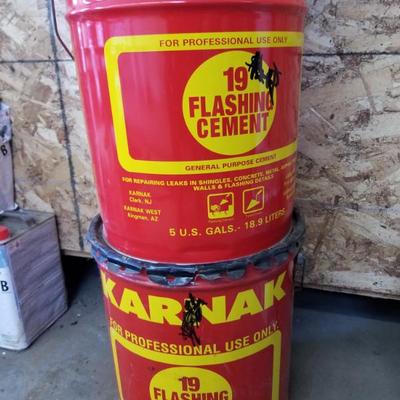 FOR PROFESSIONAL USE ONLY
19
FLASHING
CEMENT
GENERAL PURPOSE CEMENT
FOR REPAIRING LEAKS IN SHINGLES, CONCRETE, METAL,
WALLS & FLASHING DETAILS
KARNAK
Clark, NJ
KARNAK WEST
Kingman, AZ
5 U.S. GALS. - 18.9 LITERS
B
KARNAK
FOR PROFESSIONAL USE ONLY.
19
FLASHING